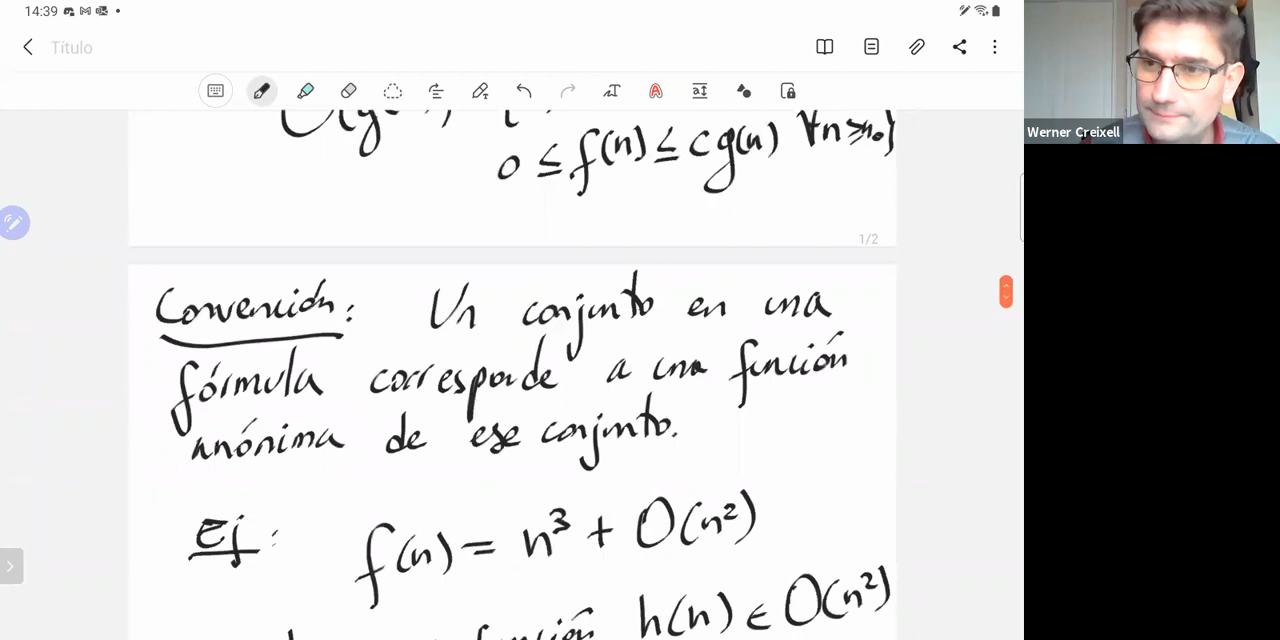 14:39
Título
0 ≤ f(n) ≤ cg(n) ∀n≥n₀}
1/2
Convención: Un conjunto en una
fórmula corresponde a una función
anónima de ese conjunto.
Ej: f(n) = n³ + O(n²)
función h(n) ∈ O(n²)
Werner Creixell